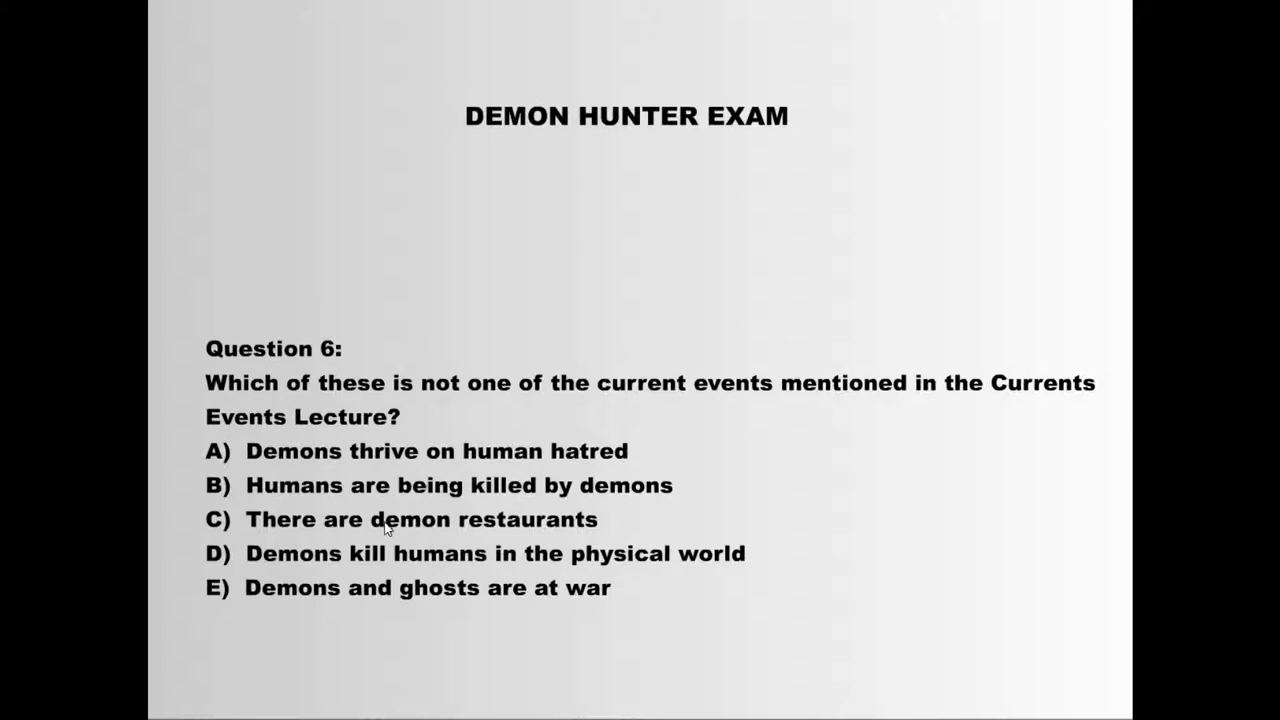 DEMON HUNTER EXAM
Question 6:
Which of these is not one of the current events mentioned in the Currents
Events Lecture?
A) Demons thrive on human hatred
B) Humans are being killed by demons
C) There are demon restaurants
D) Demons kill humans in the physical world
E) Demons and ghosts are at war